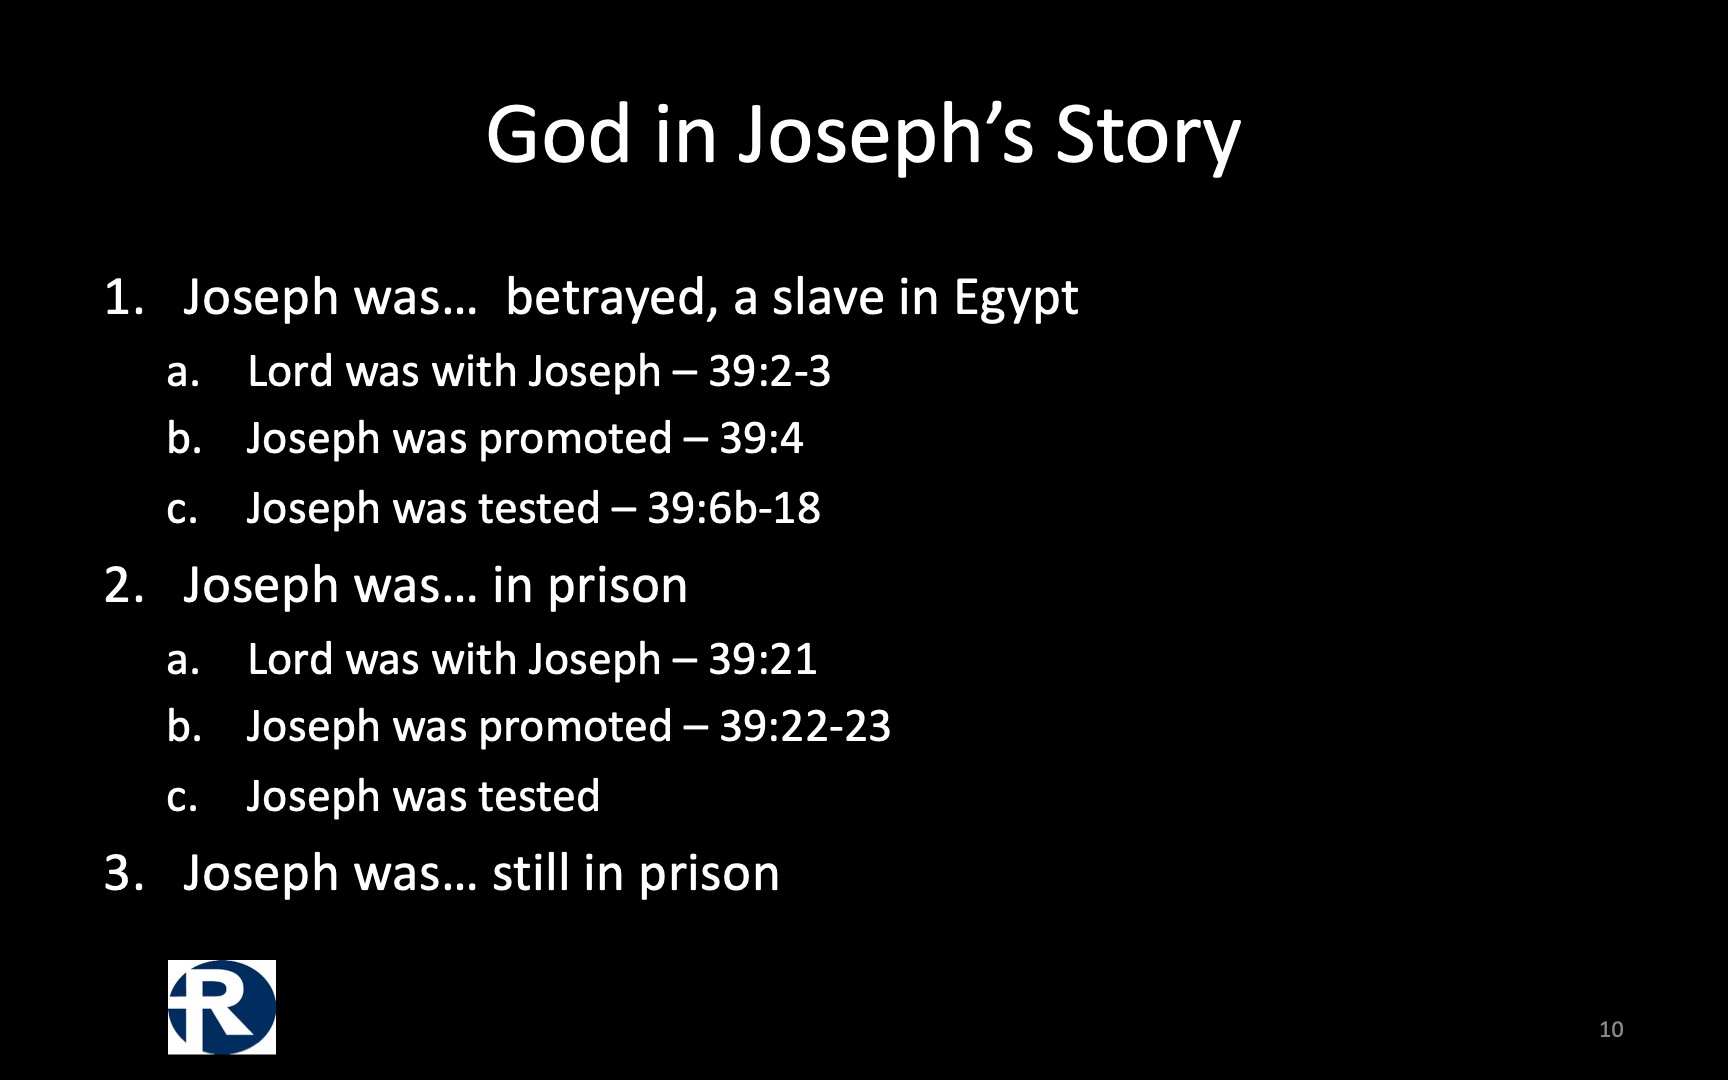 God in Joseph’s Story
1. Joseph was…  betrayed, a slave in Egypt
a. Lord was with Joseph – 39:2-3
b. Joseph was promoted – 39:4
c. Joseph was tested – 39:6b-18
2. Joseph was… in prison
a. Lord was with Joseph – 39:21
b. Joseph was promoted – 39:22-23
c. Joseph was tested
3. Joseph was… still in prison
R
10